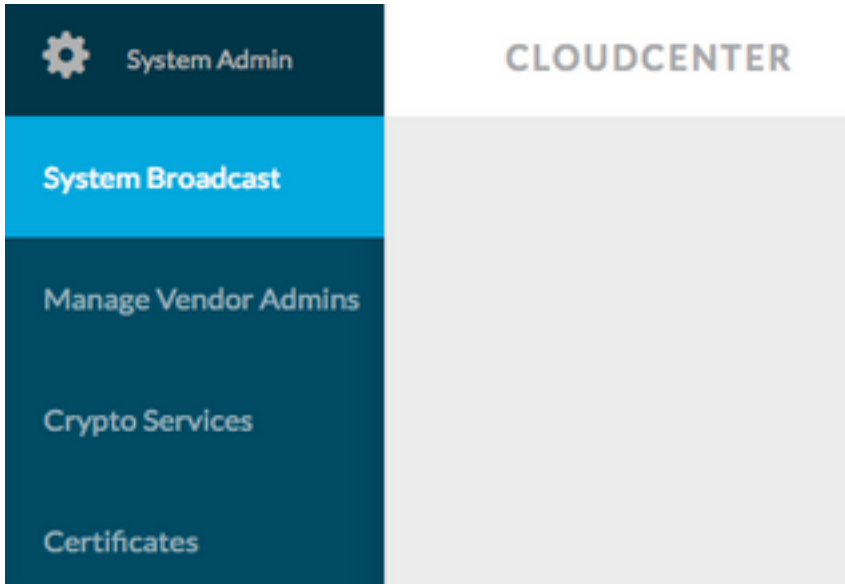 System Admin
CLOUDCENTER
System Broadcast
Manage Vendor Admins
Crypto Services
Certificates